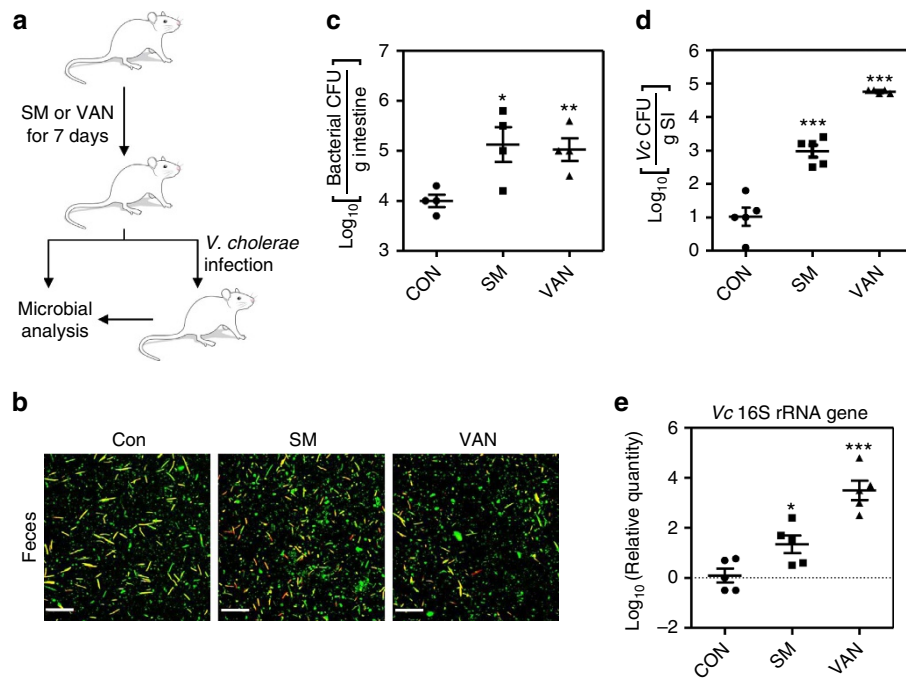 a
SM or VAN
for 7 days
V. cholerae
infection
Microbial
analysis
b
Con
SM
VAN
Feces
c
Log10[Bacterial CFU / g intestine]
7
6
5
4
3
*
**
CON
SM
VAN
d
Log10[Vc CFU / g SI]
6
5
4
3
2
1
0
***
***
CON
SM
VAN
e
Vc 16S rRNA gene
Log10 (Relative quantity)
6
4
2
0
−2
*
***
CON
SM
VAN